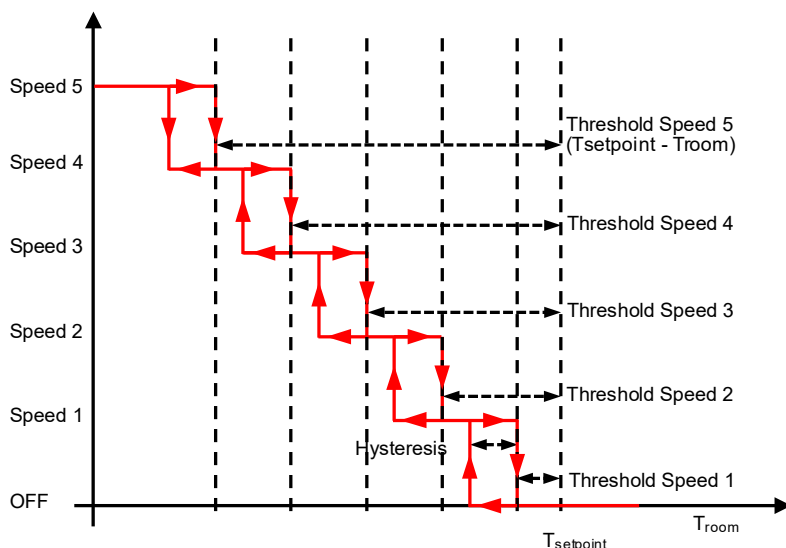 Speed 5
Threshold Speed 5
(Tsetpoint - Troom)
Speed 4
Threshold Speed 4
Speed 3
Threshold Speed 3
Speed 2
Threshold Speed 2
Speed 1
Hysteresis
Threshold Speed 1
OFF
Troom
Tsetpoint